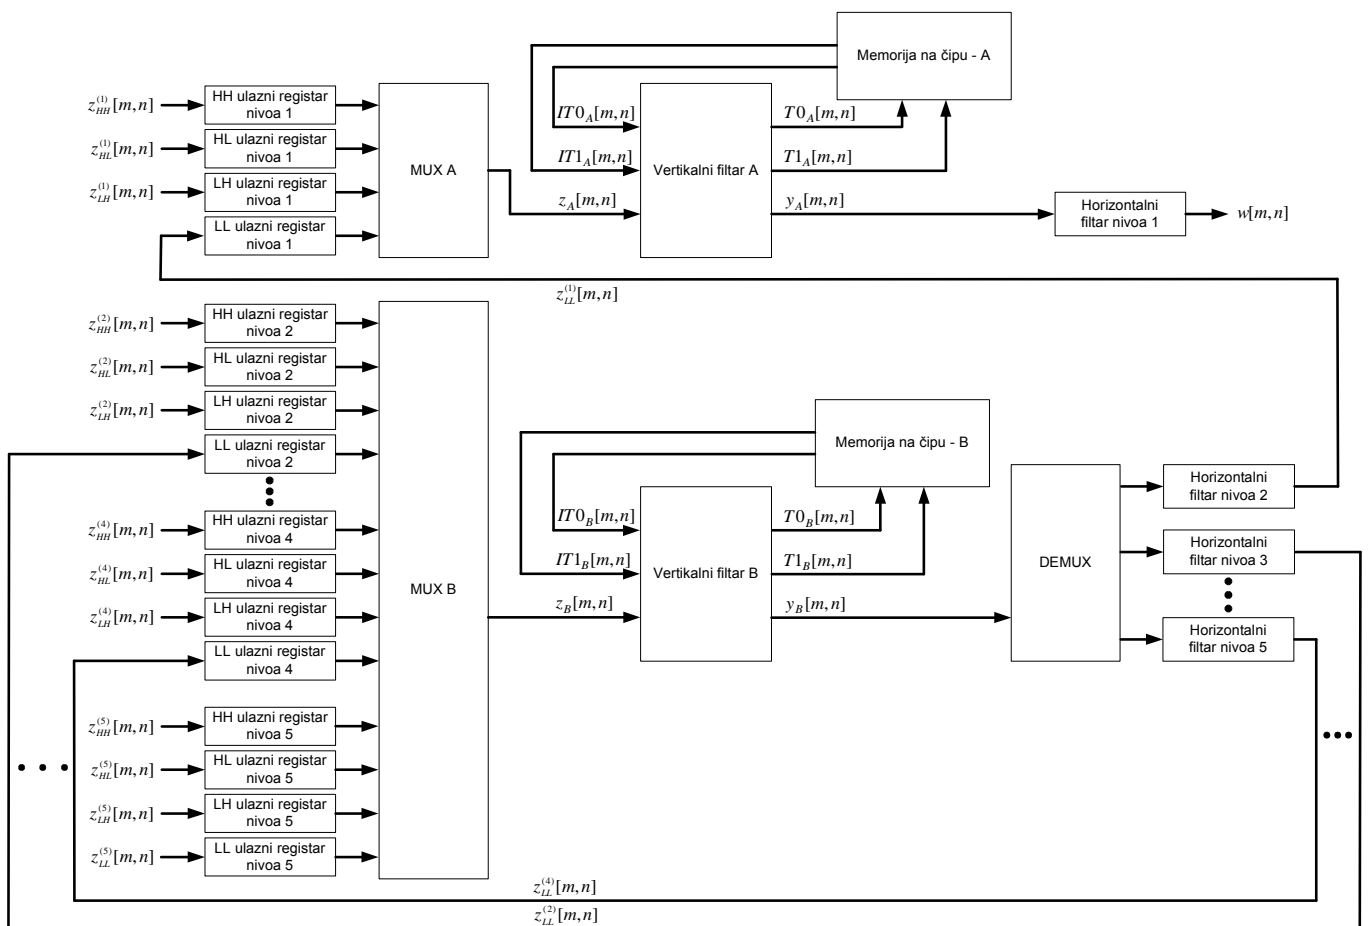 Memorija na čipu - A
z_{HH}^{(1)}[m,n]
HH ulazni registar
nivoa 1
z_{HL}^{(1)}[m,n]
HL ulazni registar
nivoa 1
z_{LH}^{(1)}[m,n]
LH ulazni registar
nivoa 1
LL ulazni registar
nivoa 1
MUX A
IT0_A[m,n]
IT1_A[m,n]
z_A[m,n]
Vertikalni filtar A
T0_A[m,n]
T1_A[m,n]
y_A[m,n]
Horizontalni
filtar nivoa 1
w[m,n]
z_{LL}^{(1)}[m,n]
z_{HH}^{(2)}[m,n]
HH ulazni registar
nivoa 2
z_{HL}^{(2)}[m,n]
HL ulazni registar
nivoa 2
z_{LH}^{(2)}[m,n]
LH ulazni registar
nivoa 2
LL ulazni registar
nivoa 2
z_{HH}^{(4)}[m,n]
HH ulazni registar
nivoa 4
z_{HL}^{(4)}[m,n]
HL ulazni registar
nivoa 4
z_{LH}^{(4)}[m,n]
LH ulazni registar
nivoa 4
LL ulazni registar
nivoa 4
z_{HH}^{(5)}[m,n]
HH ulazni registar
nivoa 5
z_{HL}^{(5)}[m,n]
HL ulazni registar
nivoa 5
z_{LH}^{(5)}[m,n]
LH ulazni registar
nivoa 5
z_{LL}^{(5)}[m,n]
LL ulazni registar
nivoa 5
MUX B
Memorija na čipu - B
IT0_B[m,n]
IT1_B[m,n]
z_B[m,n]
Vertikalni filtar B
T0_B[m,n]
T1_B[m,n]
y_B[m,n]
DEMUX
Horizontalni
filtar nivoa 2
Horizontalni
filtar nivoa 3
Horizontalni
filtar nivoa 5
z_{LL}^{(4)}[m,n]
z_{LL}^{(2)}[m,n]